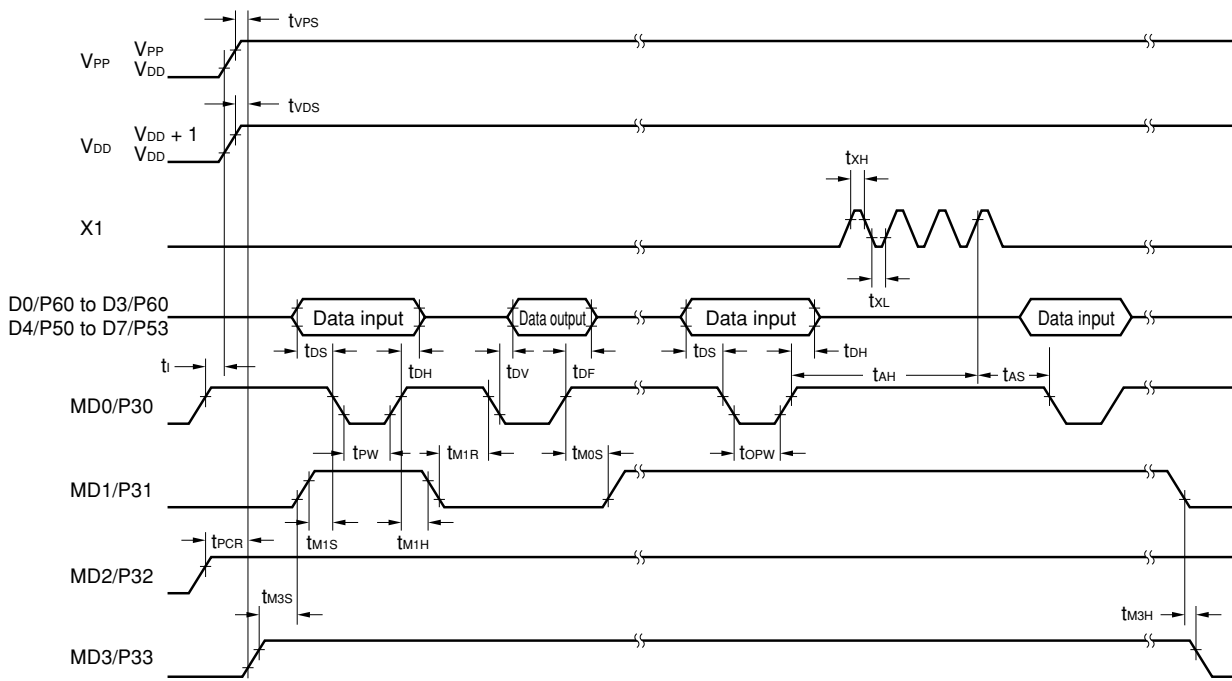 tVPS
VPP VPP
VDD
tVDS
VDD VDD + 1
VDD
tXH
X1
tXL
D0/P60 to D3/P60
D4/P50 to D7/P53
Data input Data output Data input Data input
tI tDS tDH tDV tDF tDS tDH tAH tAS
MD0/P30
tPW tM1R tM0S tOPW
MD1/P31
tM1S tM1H
tPCR
MD2/P32
tM3S tM3H
MD3/P33